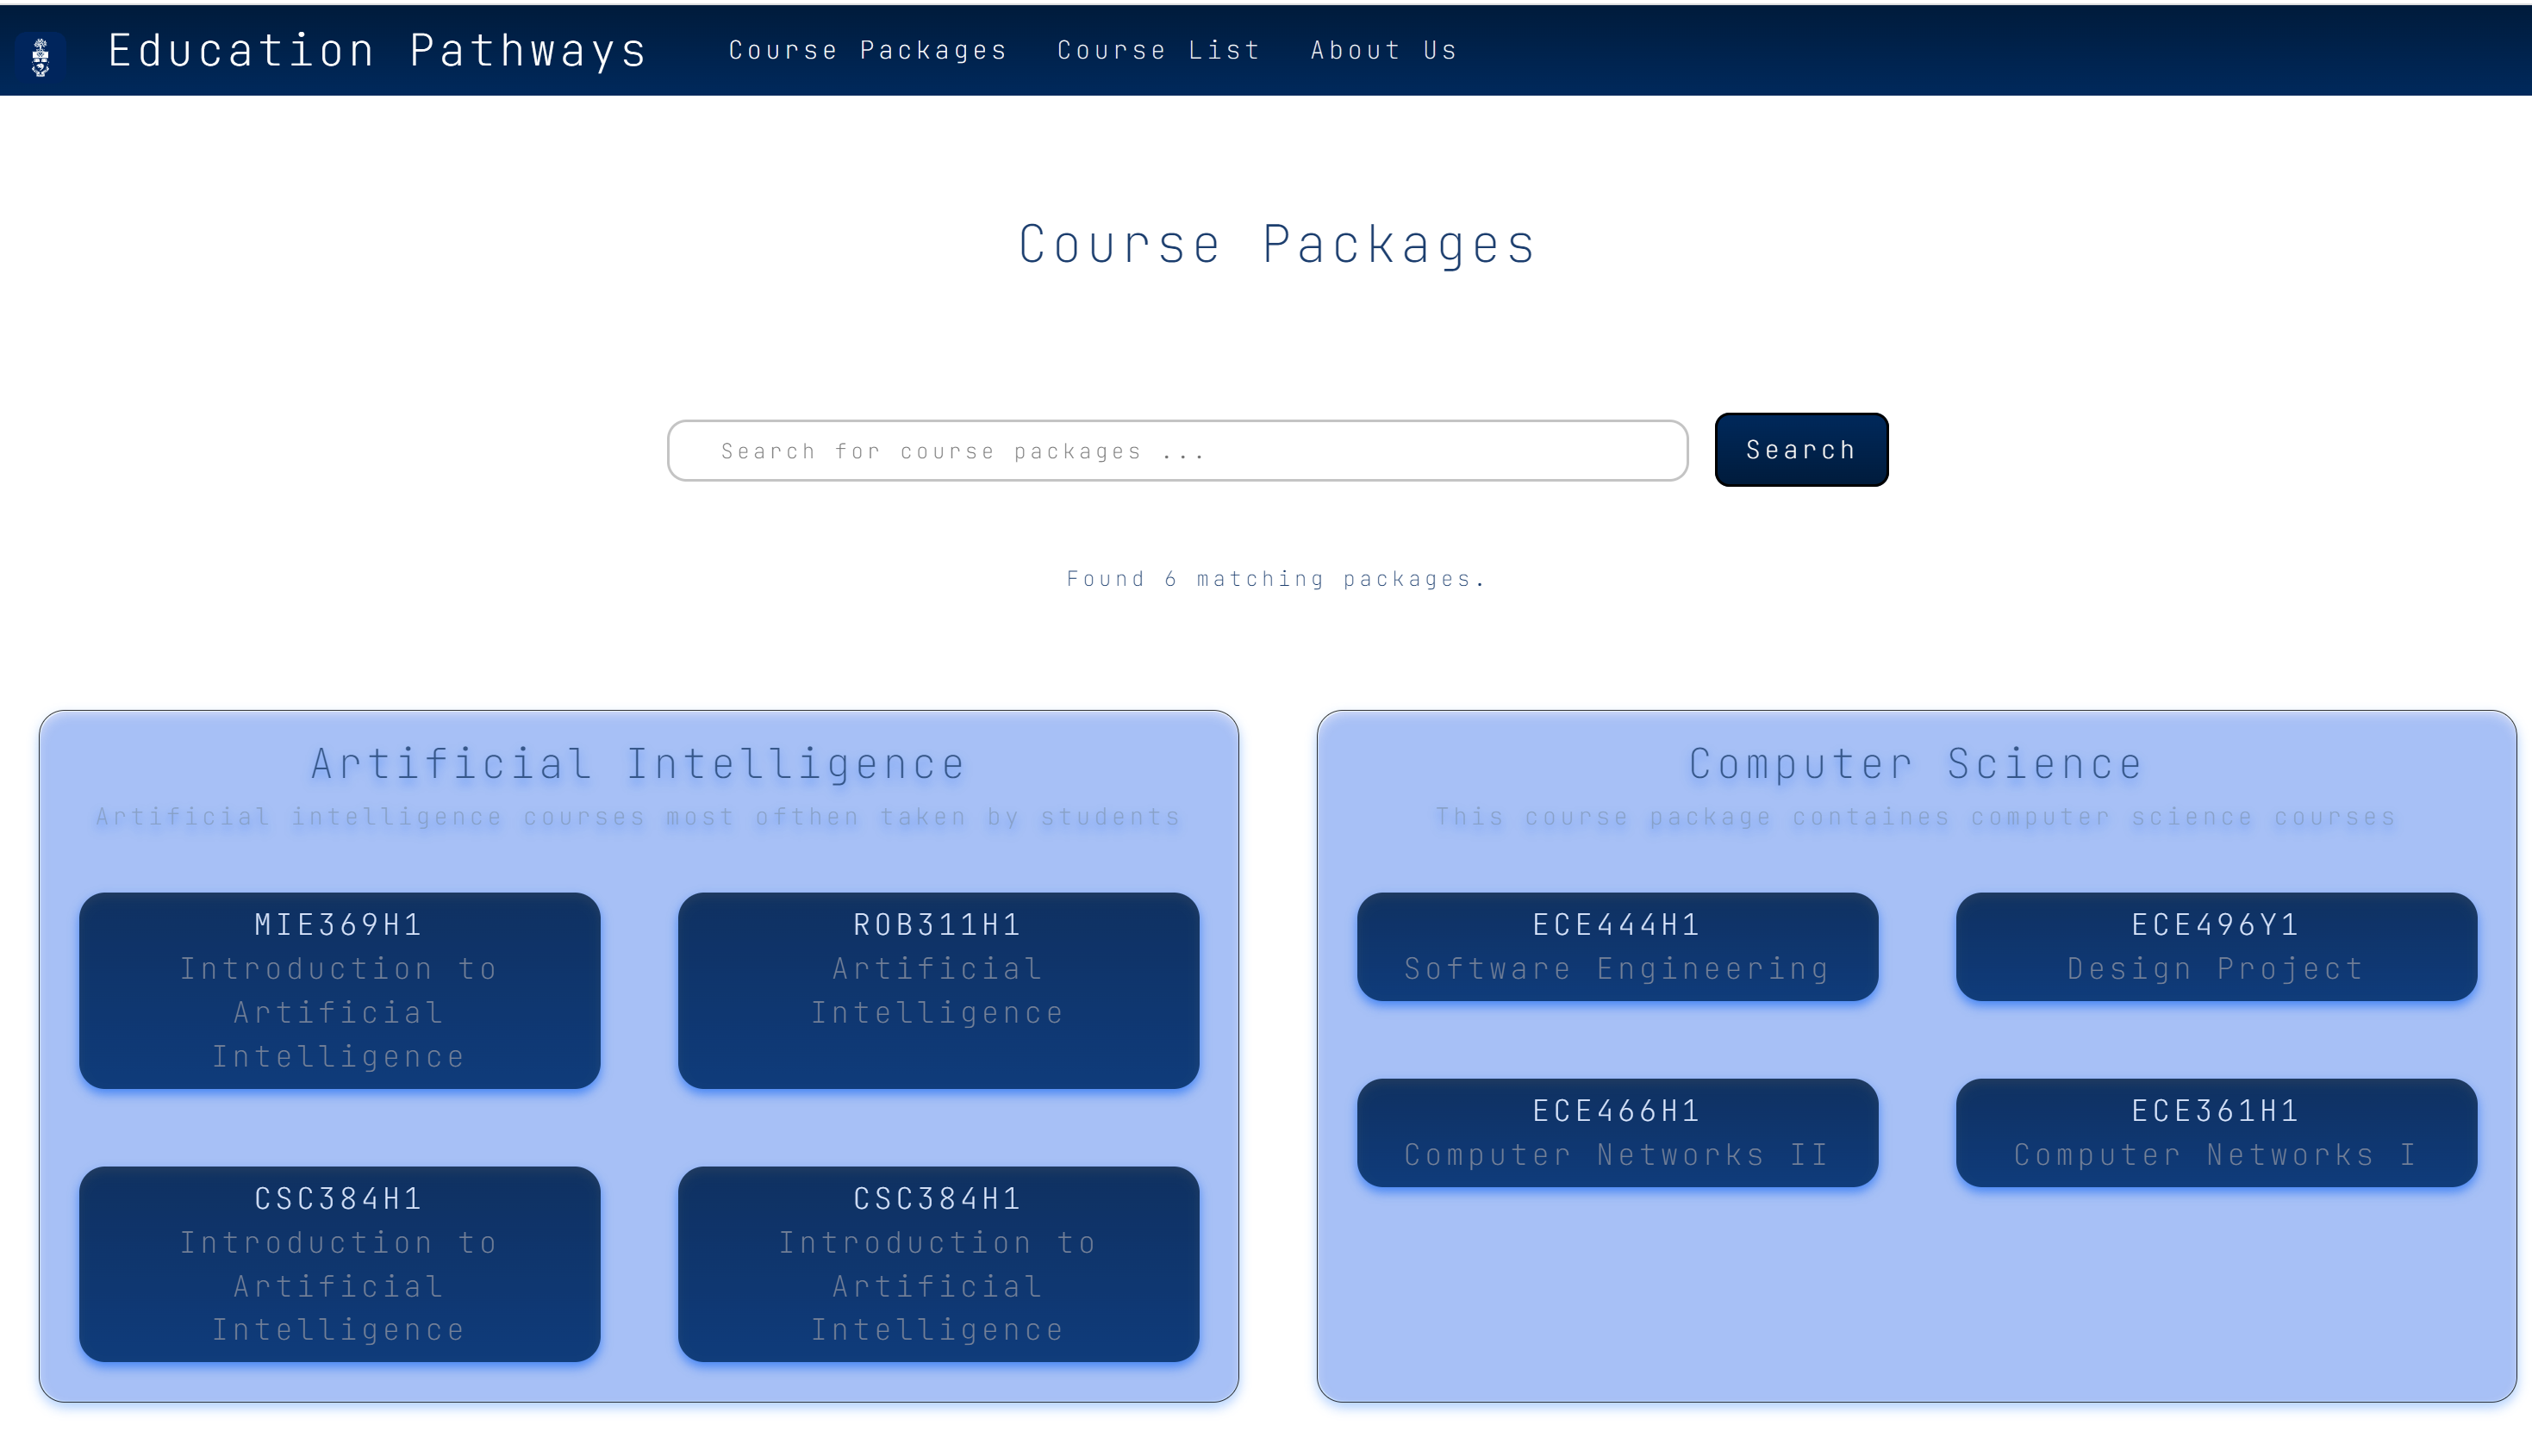 Education Pathways
Course Packages
Course List
About Us
Course Packages
Search for course packages ...
Search
Found 6 matching packages.
Artificial Intelligence
Artificial intelligence courses most ofthen taken by students
MIE369H1
Introduction to
Artificial
Intelligence
ROB311H1
Artificial
Intelligence
CSC384H1
Introduction to
Artificial
Intelligence
CSC384H1
Introduction to
Artificial
Intelligence
Computer Science
This course package containes computer science courses
ECE444H1
Software Engineering
ECE496Y1
Design Project
ECE466H1
Computer Networks II
ECE361H1
Computer Networks I